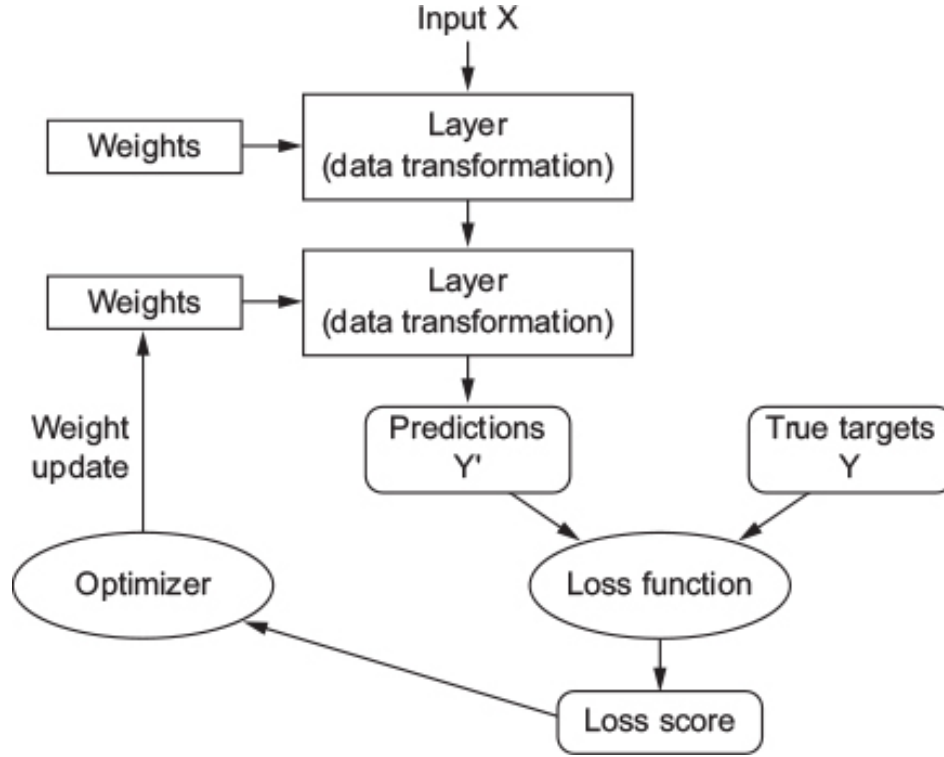 Input X
Layer
(data transformation)
Weights
Layer
(data transformation)
Weights
Weight
update
Predictions
Y'
True targets
Y
Optimizer
Loss function
Loss score